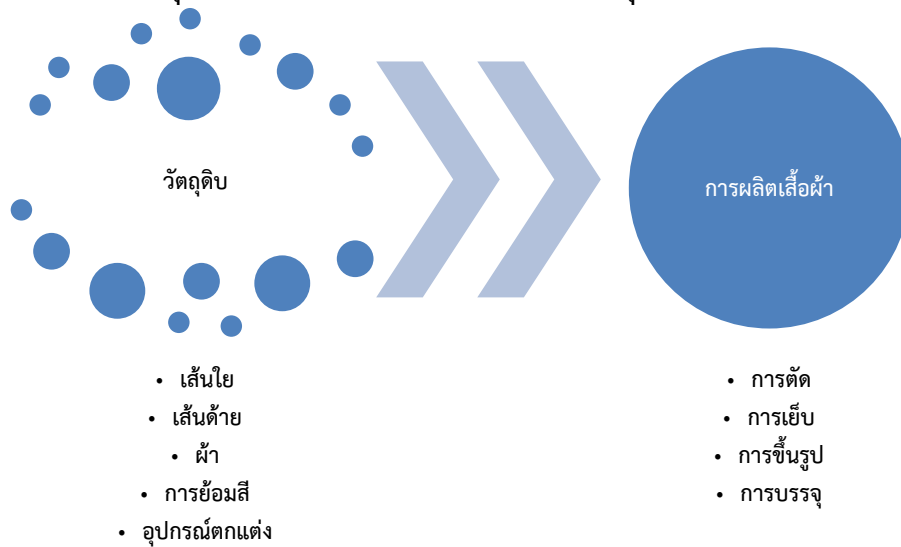 วัตถุดิบ
การผลิตเสื้อผ้า
• เส้นใย
• เส้นด้าย
• ผ้า
• การย้อมสี
• อุปกรณ์ตกแต่ง
• การตัด
• การเย็บ
• การขึ้นรูป
• การบรรจุ